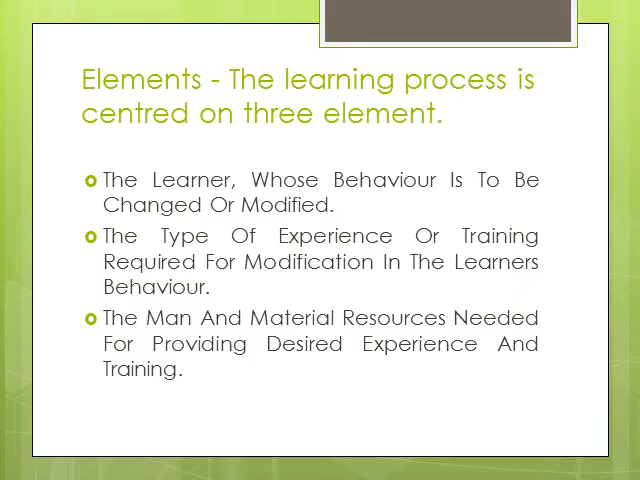 Elements - The learning process is
centred on three element.
The Learner, Whose Behaviour Is To Be
Changed Or Modified.
The Type Of Experience Or Training
Required For Modification In The Learners
Behaviour.
The Man And Material Resources Needed
For Providing Desired Experience And
Training.